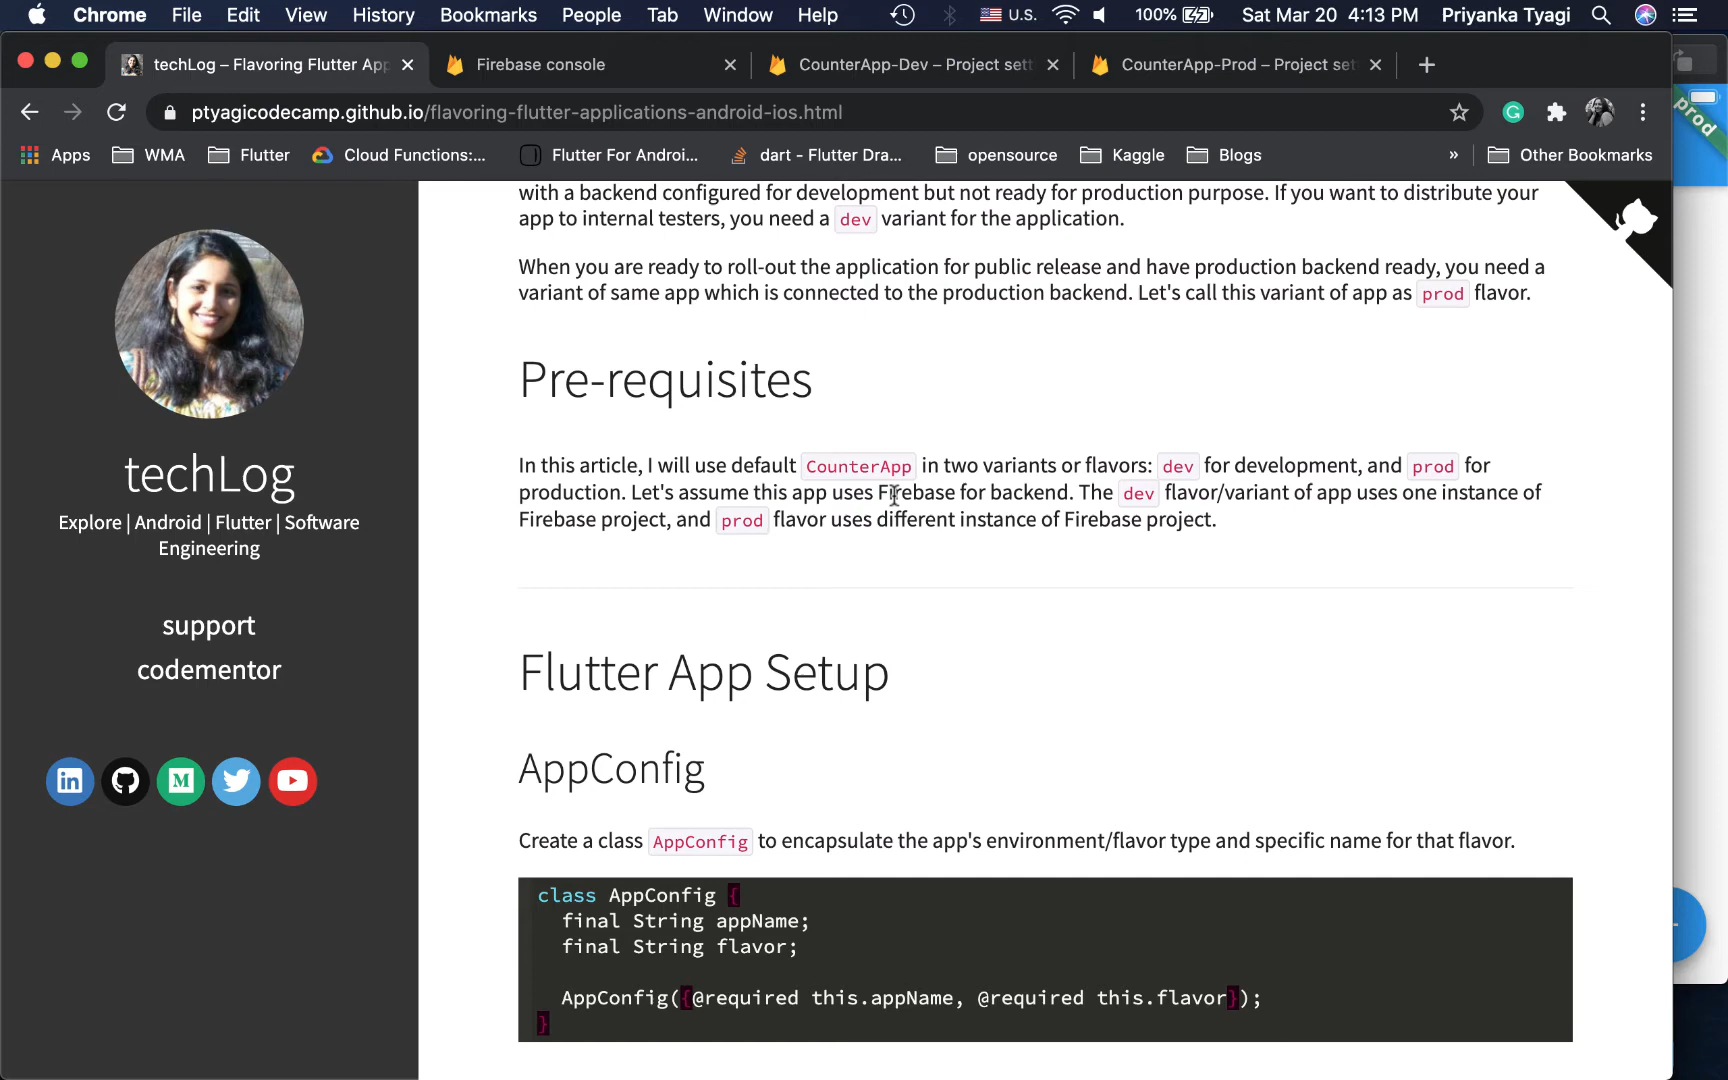 Chrome File Edit View History Bookmarks People Tab Window Help U.S. 100% Sat Mar 20 4:13 PM Priyanka Tyagi
techLog – Flavoring Flutter App Firebase console CounterApp-Dev – Project sett CounterApp-Prod – Project set
ptyagicodecamp.github.io/flavoring-flutter-applications-android-ios.html
prod
Apps WMA Flutter Cloud Functions:... Flutter For Androi... dart - Flutter Dra... opensource Kaggle Blogs » Other Bookmarks
with a backend configured for development but not ready for production purpose. If you want to distribute your
app to internal testers, you need a dev variant for the application.
When you are ready to roll-out the application for public release and have production backend ready, you need a
variant of same app which is connected to the production backend. Let's call this variant of app as prod flavor.
Pre-requisites
In this article, I will use default CounterApp in two variants or flavors: dev for development, and prod for
production. Let's assume this app uses Firebase for backend. The dev flavor/variant of app uses one instance of
Firebase project, and prod flavor uses different instance of Firebase project.
techLog
Explore | Android | Flutter | Software
Engineering
support
codementor
Flutter App Setup
AppConfig
Create a class AppConfig to encapsulate the app's environment/flavor type and specific name for that flavor.
class AppConfig {
final String appName;
final String flavor;
AppConfig({@required this.appName, @required this.flavor});
}